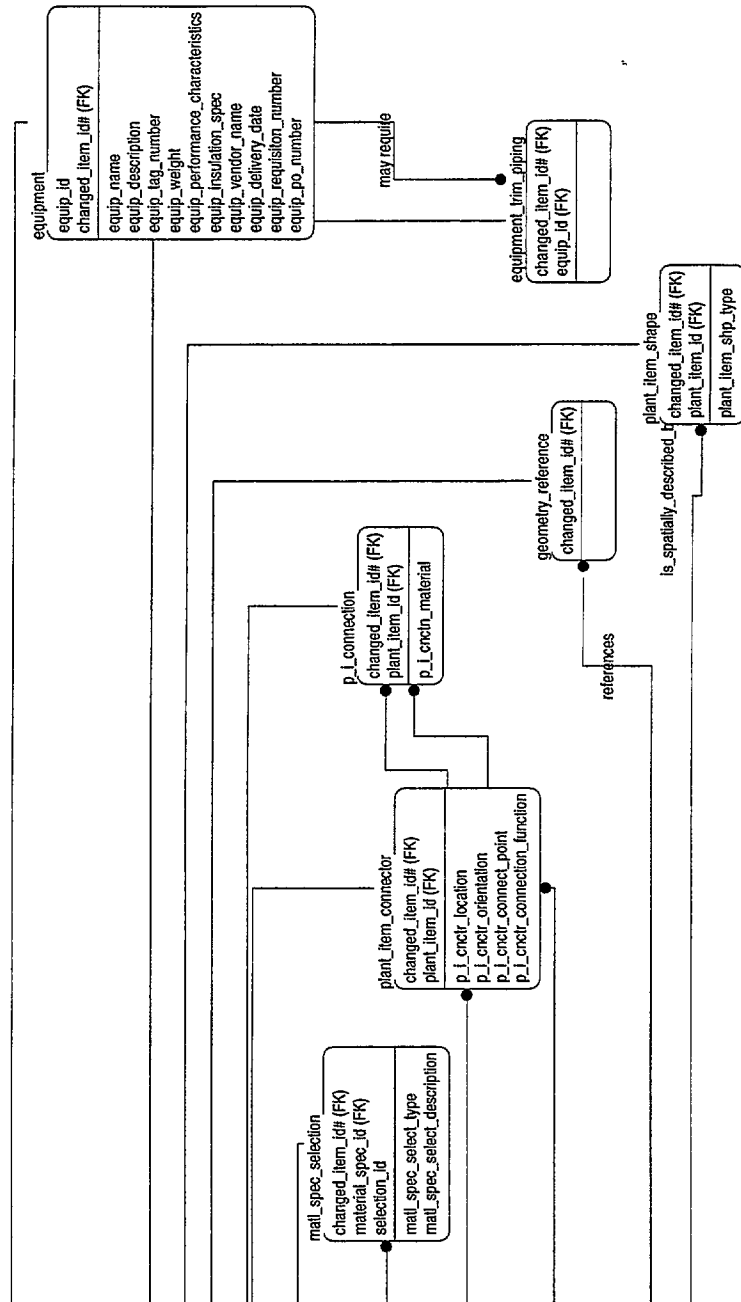 equipment
equip_id
changed_item_id# (FK)
equip_name
equip_description
equip_tag_number
equip_weight
equip_performance_characteristics
equip_insulation_spec
equip_vendor_name
equip_delivery_date
equip_requisiton_number
equip_po_number
may require
equipment_trim_piping
changed_item_id# (FK)
equip_id (FK)
plant_item_shape
changed_item_id# (FK)
plant_item_id (FK)
plant_item_shp_type
is_spatially_described_b
geometry_reference
changed_item_id# (FK)
references
p_i_connection
changed_item_id# (FK)
plant_item_id (FK)
p_i_cnctn_material
plant_item_connector
changed_item_id# (FK)
plant_item_id (FK)
p_i_cnctr_location
p_i_cnctr_orientation
p_i_cnctr_connect_point
p_i_cnctr_connection_function
matl_spec_selection
changed_item_id# (FK)
material_spec_id (FK)
selection_id
matl_spec_select_type
matl_spec_select_description